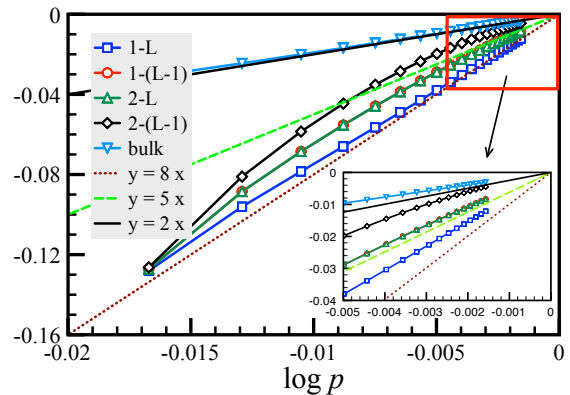 0
-0.04
-0.08
-0.12
-0.16
1-L
1-(L-1)
2-L
2-(L-1)
bulk
y = 8 x
y = 5 x
y = 2 x
0
-0.01
-0.02
-0.03
-0.04
-0.005 -0.004 -0.003 -0.002 -0.001 0
-0.02 -0.015 -0.01 -0.005 0
log p